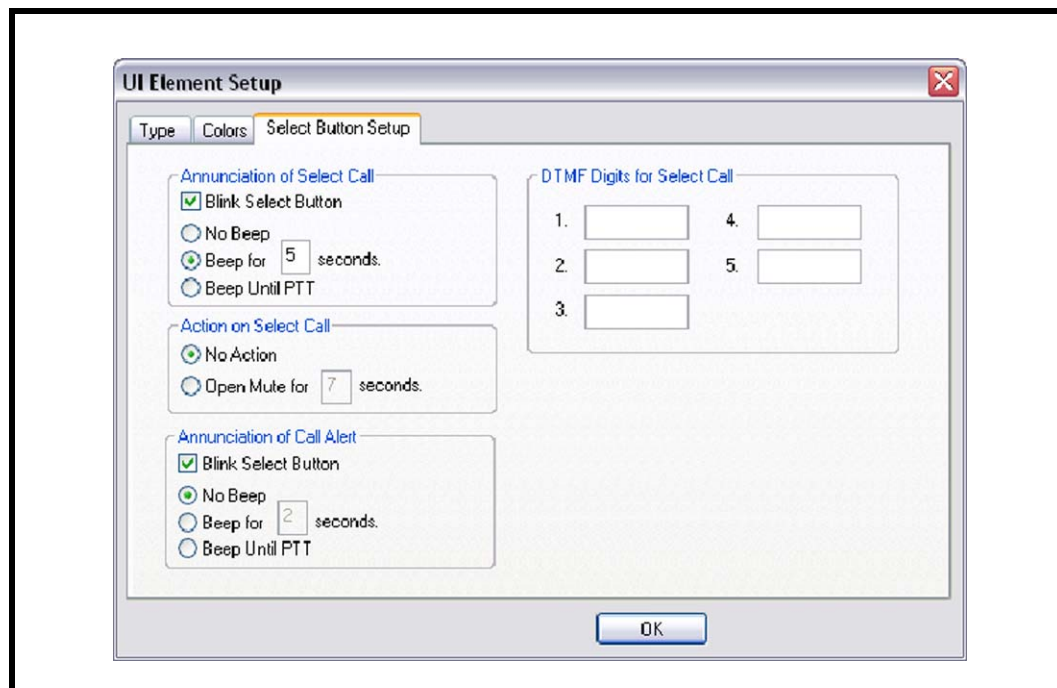 UI Element Setup
Type Colors Select Button Setup
Annunciation of Select Call
Blink Select Button
No Beep
Beep for 5 seconds.
Beep Until PTT
Action on Select Call
No Action
Open Mute for 7 seconds.
Annunciation of Call Alert
Blink Select Button
No Beep
Beep for 2 seconds.
Beep Until PTT
DTMF Digits for Select Call
1. 4.
2. 5.
3.
OK